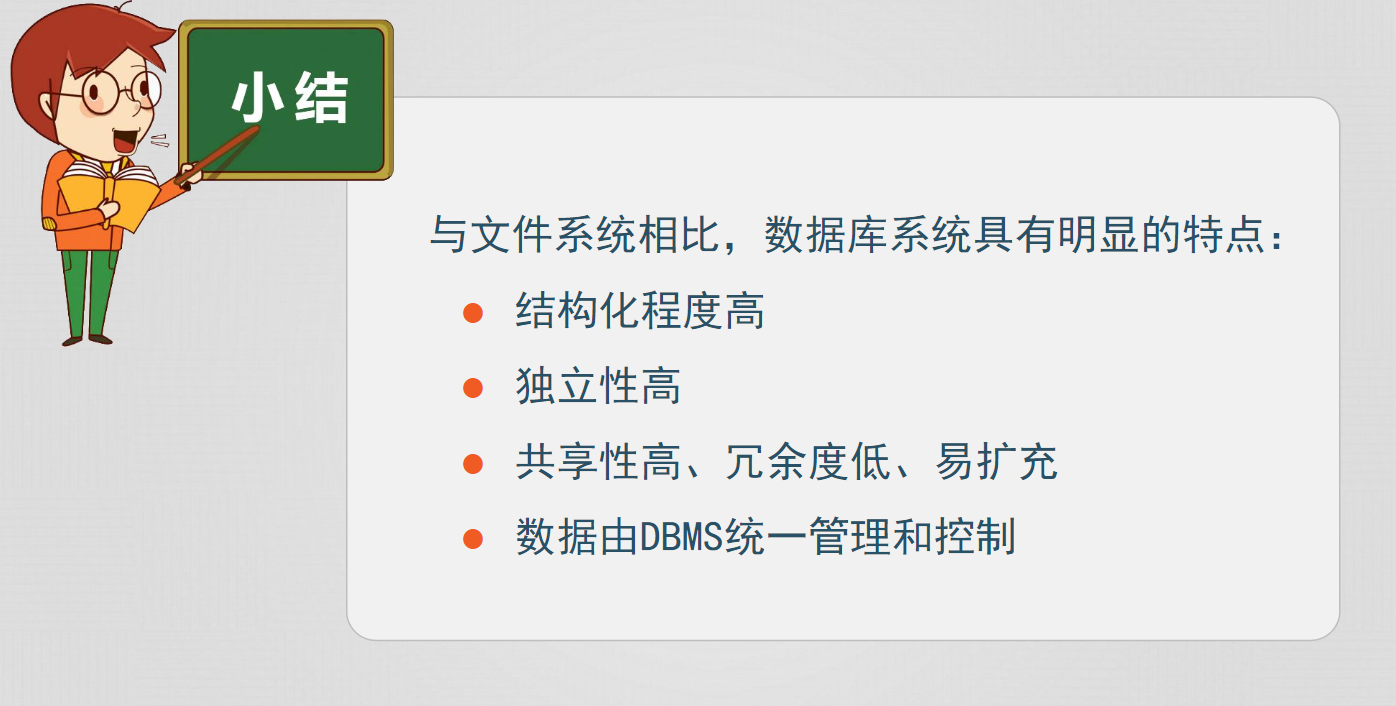 小结
与文件系统相比，数据库系统具有明显的特点：
结构化程度高
独立性高
共享性高、冗余度低、易扩充
数据由DBMS统一管理和控制